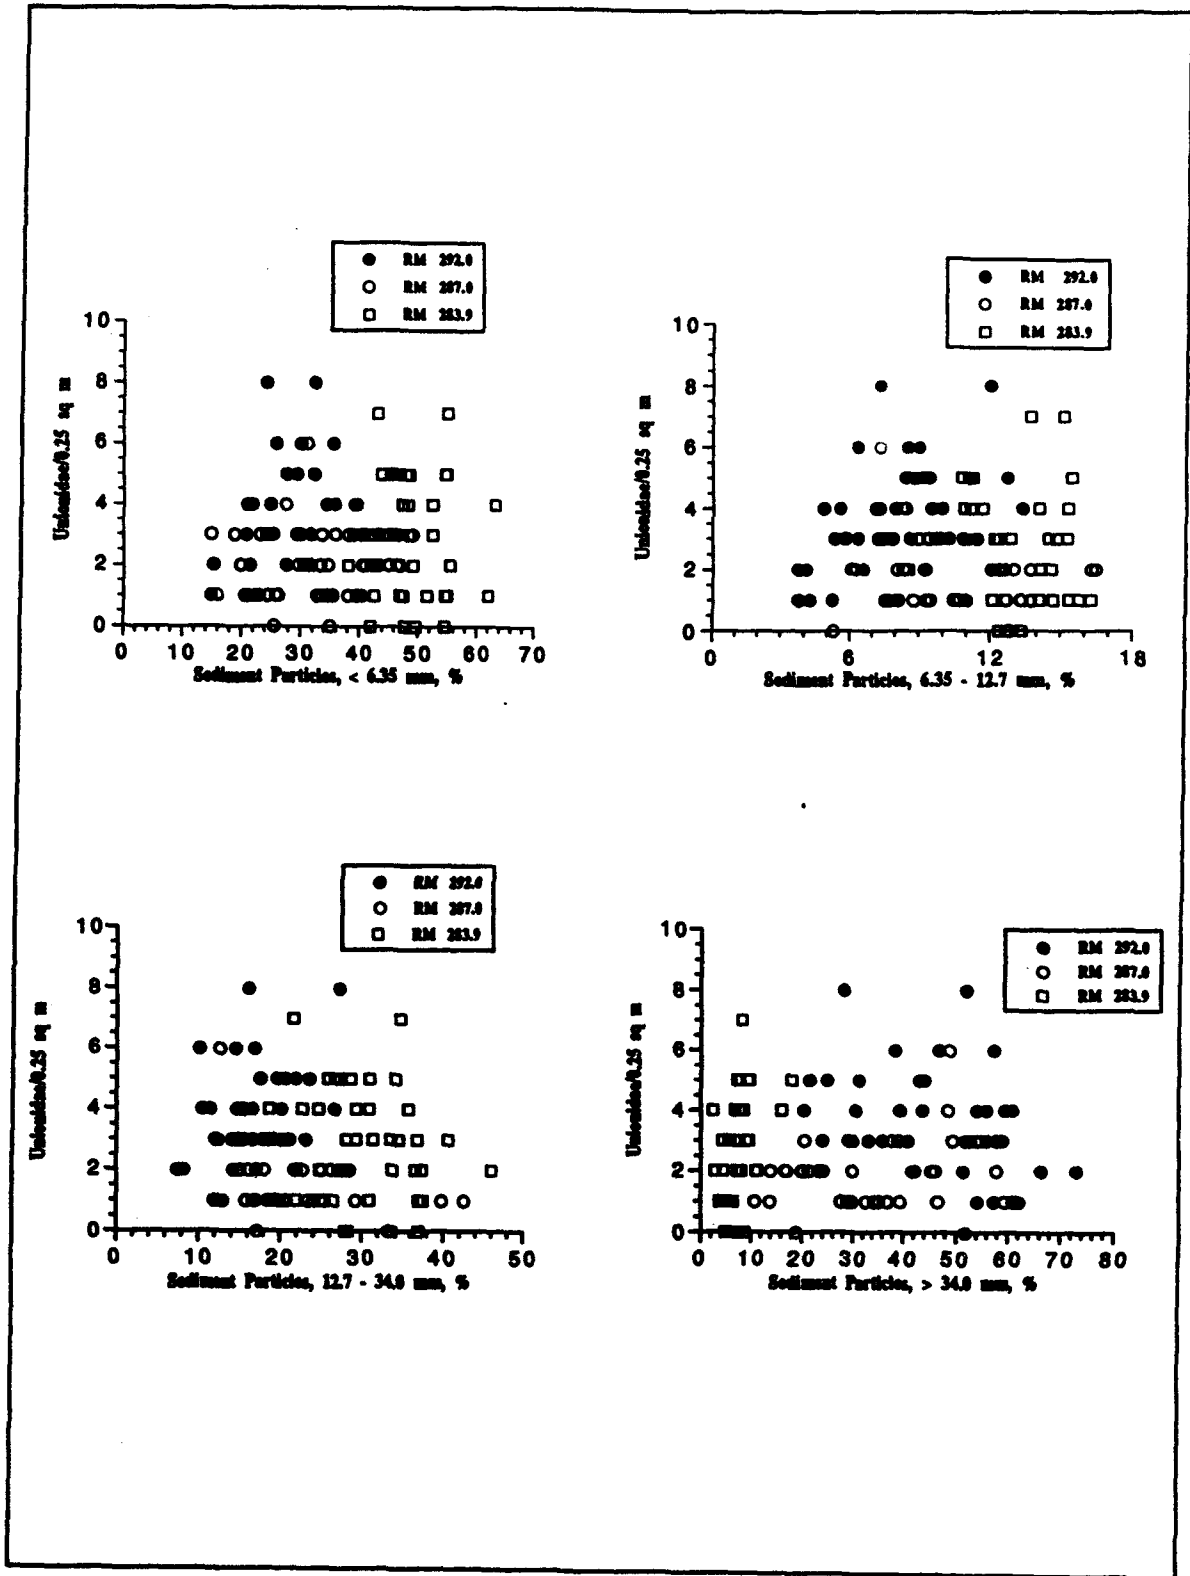 RM 292.0
RM 287.0
RM 283.9
10
8
6
4
2
0
Unionidae/0.25 sq m
0 10 20 30 40 50 60 70
Sediment Particles, < 6.35 mm, %
RM 292.0
RM 287.0
RM 283.9
10
8
6
4
2
0
Unionidae/0.25 sq m
0 6 12 18
Sediment Particles, 6.35 - 12.7 mm, %
RM 292.0
RM 287.0
RM 283.9
10
8
6
4
2
0
Unionidae/0.25 sq m
0 10 20 30 40 50
Sediment Particles, 12.7 - 34.0 mm, %
RM 292.0
RM 287.0
RM 283.9
10
8
6
4
2
0
Unionidae/0.25 sq m
0 10 20 30 40 50 60 70 80
Sediment Particles, > 34.0 mm, %